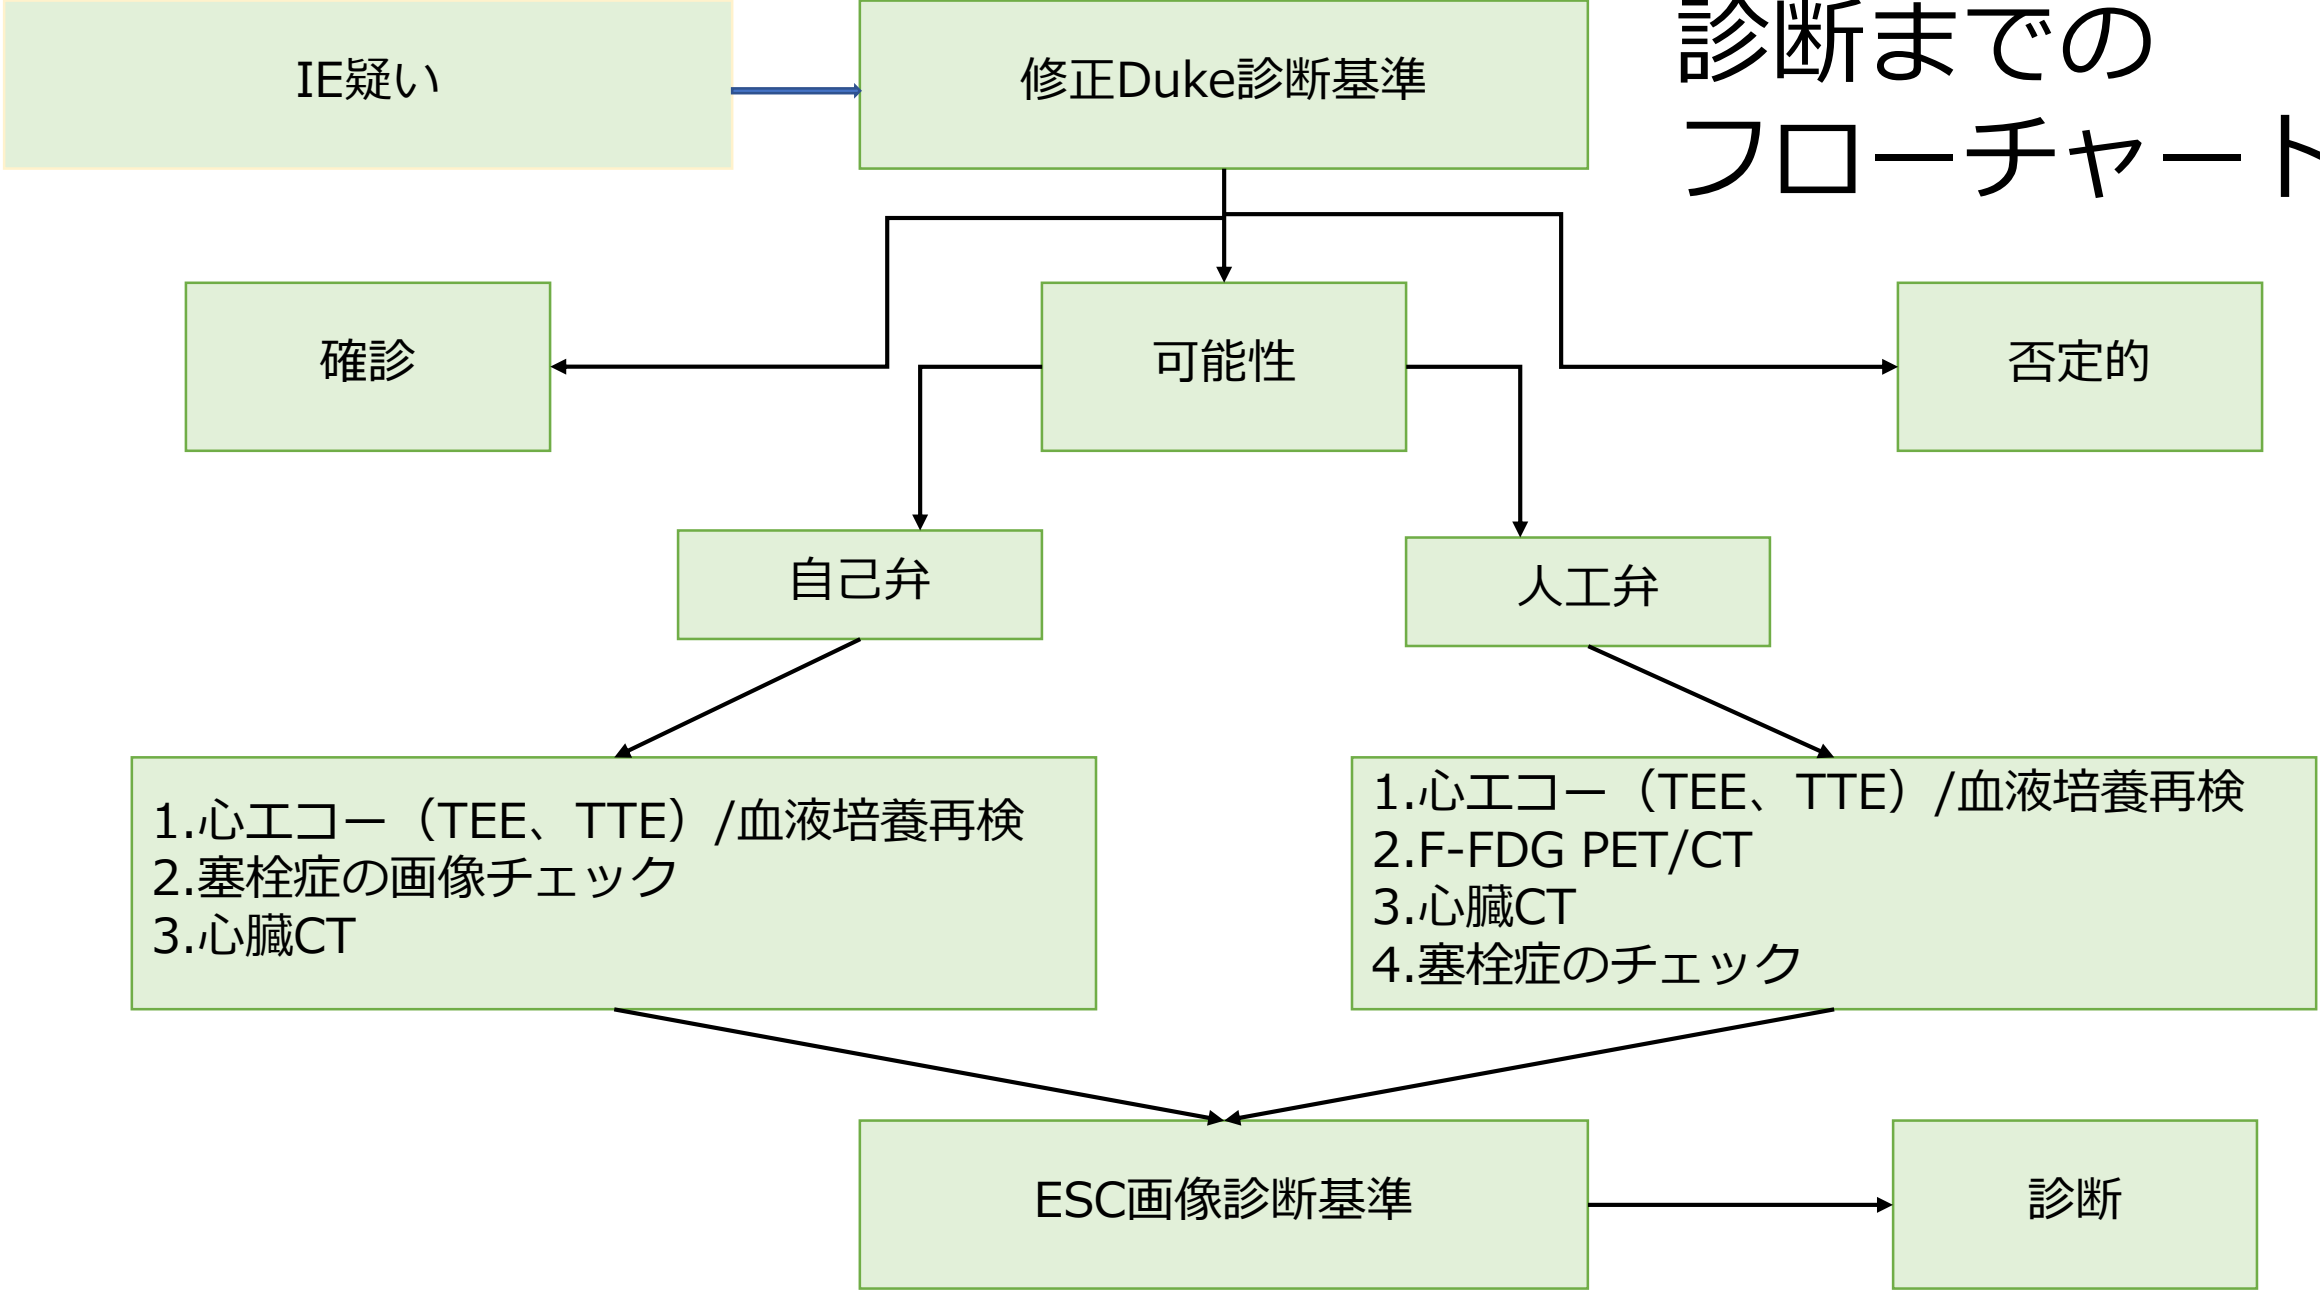 診断までの
フローチャート
IE疑い
修正Duke診断基準
確診
可能性
否定的
自己弁
人工弁
1.心エコー（TEE、TTE）/血液培養再検
2.塞栓症の画像チェック
3.心臓CT
1.心エコー（TEE、TTE）/血液培養再検
2.F-FDG PET/CT
3.心臓CT
4.塞栓症のチェック
ESC画像診断基準
診断